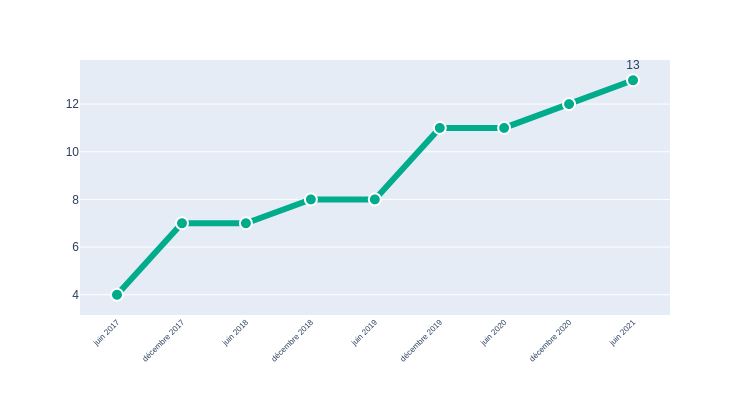 13
12
10
8
6
4
juin 2017
décembre 2017
juin 2018
décembre 2018
juin 2019
décembre 2019
juin 2020
décembre 2020
juin 2021